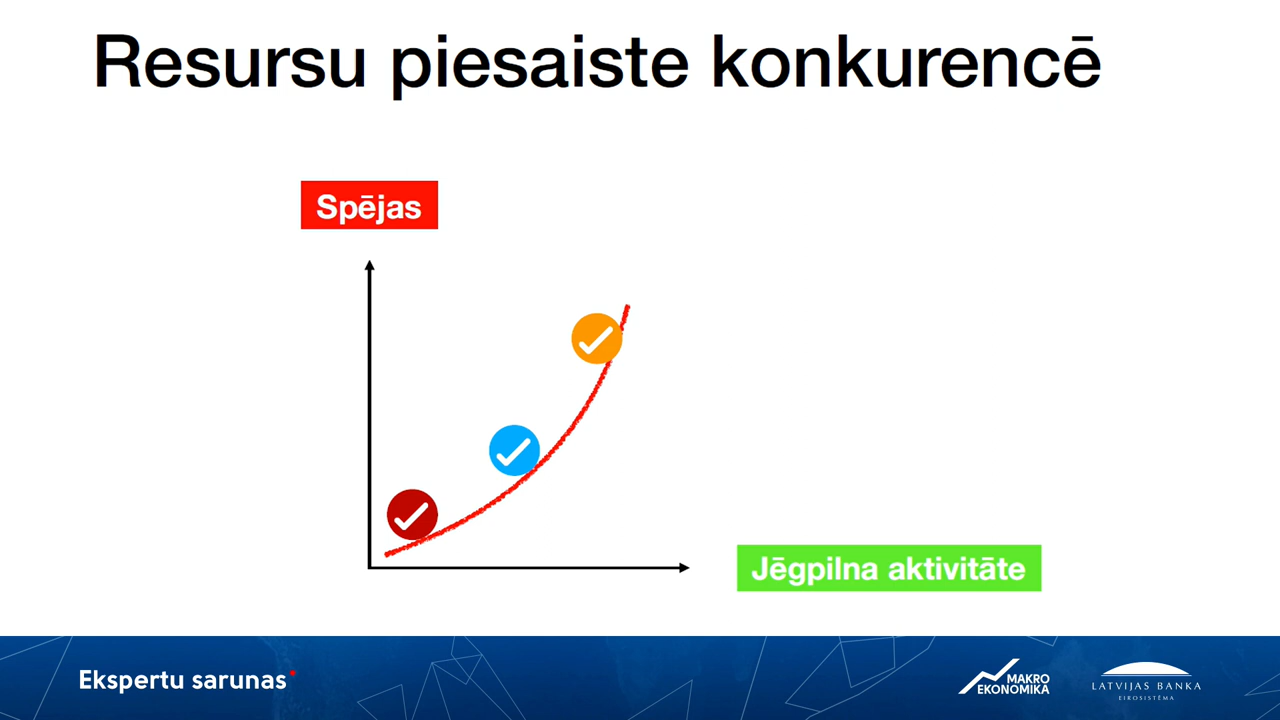 Resursu piesaiste konkurencē
Spējas
Jēgpilna aktivitāte
Ekspertu sarunas
MAKRO
EKONOMIKA
LATVIJAS BANKA
EIROSISTĒMA